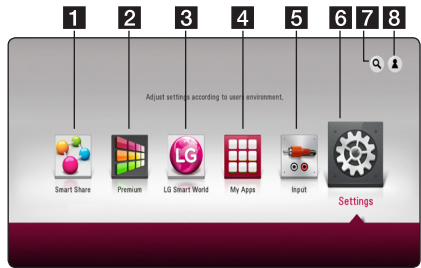 1 2 3 4 5 6 7 8
Adjust settings according to users environment.
LG
Smart Share Premium LG Smart World My Apps Input
Settings